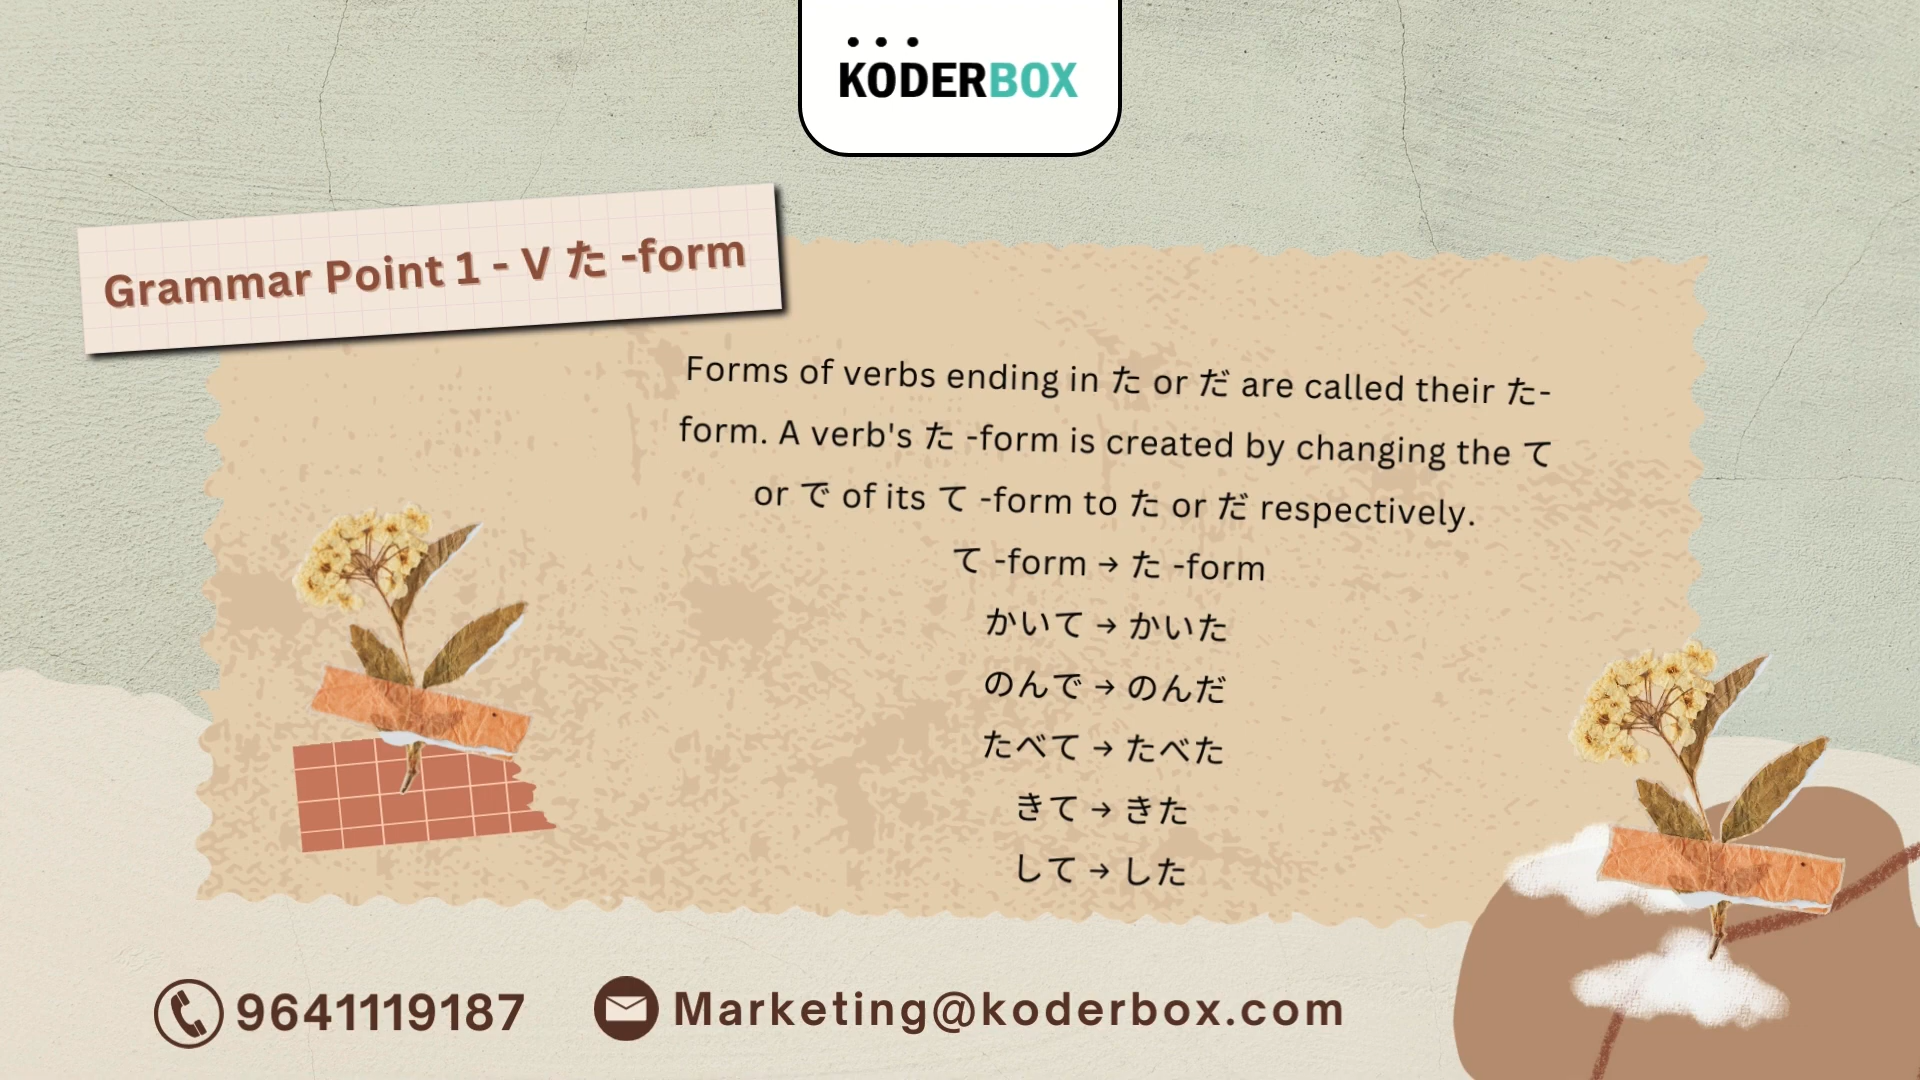 KODERBOX
Grammar Point 1 - V た -form
Forms of verbs ending in た or だ are called their た-
form. A verb's た -form is created by changing the て
or で of its て -form to た or だ respectively.
て -form → た -form
かいて → かいた
のんで → のんだ
たべて → たべた
きて → きた
して → した
9641119187
Marketing@koderbox.com